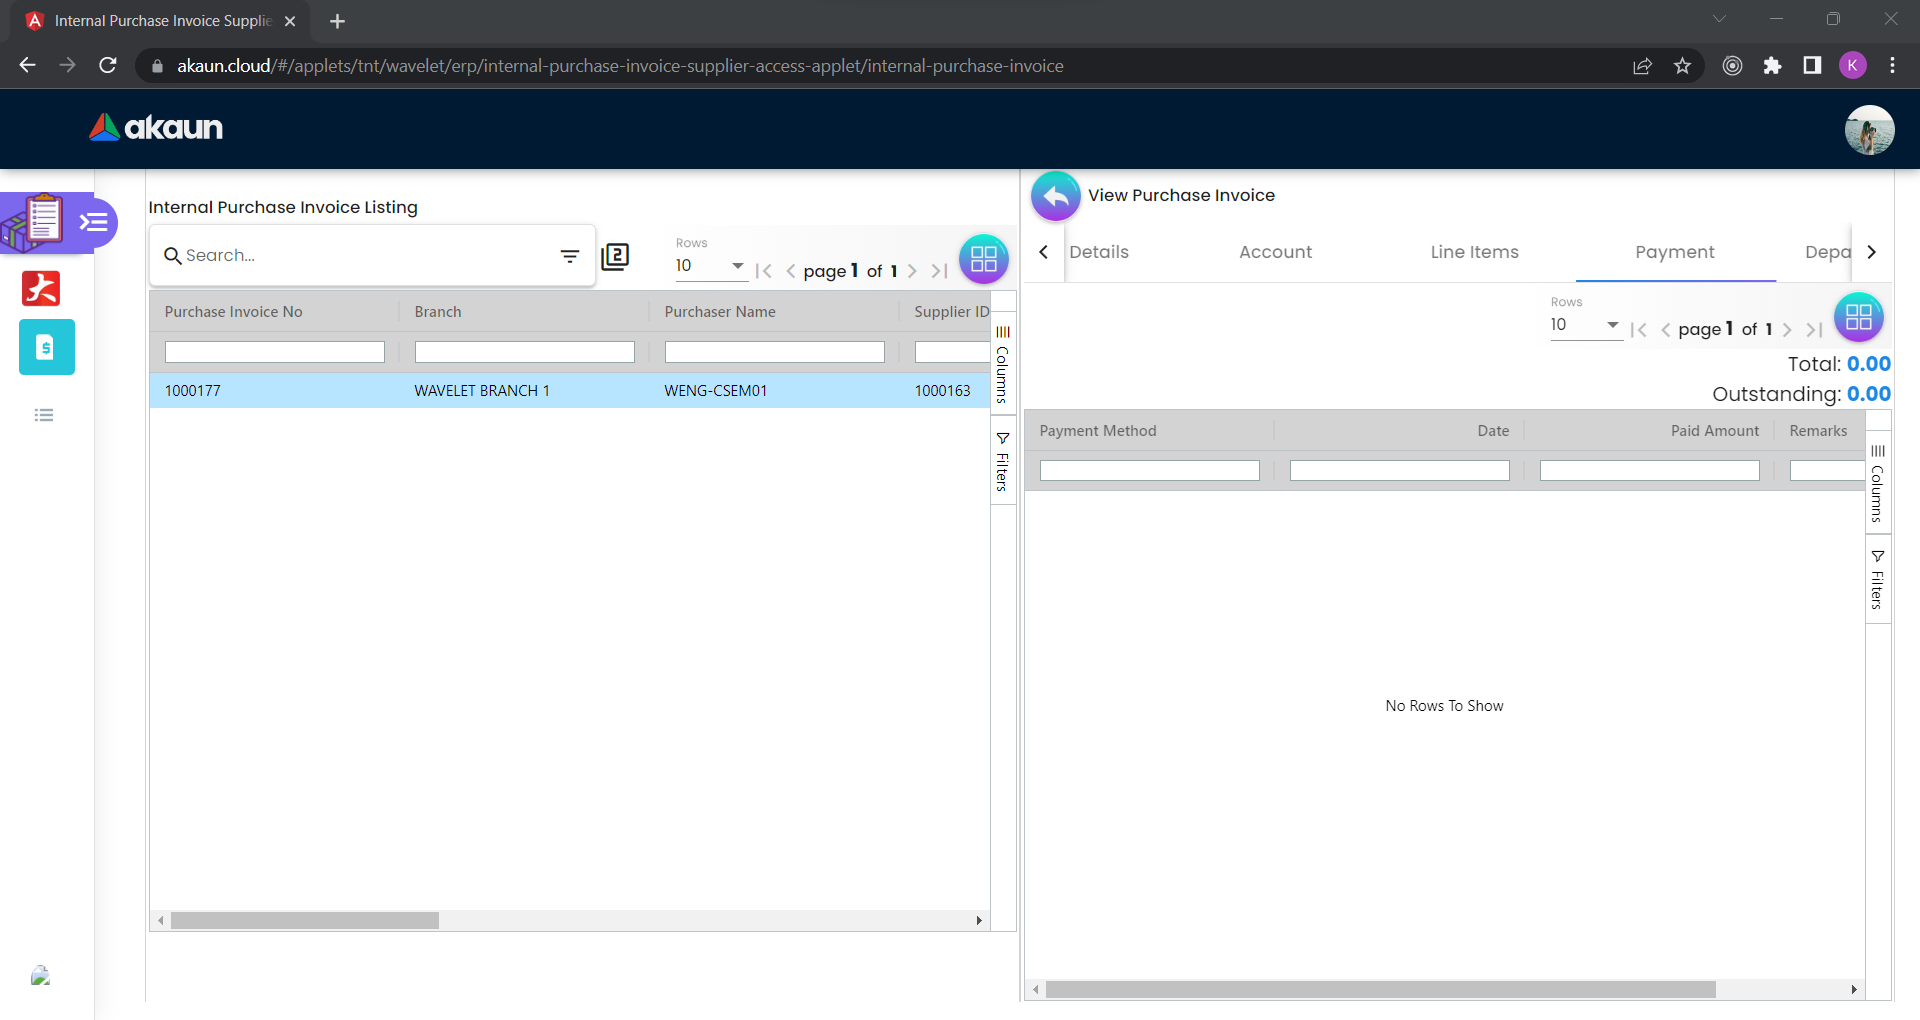 Internal Purchase Invoice Supplie
akaun.cloud/#/applets/tnt/wavelet/erp/internal-purchase-invoice-supplier-access-applet/internal-purchase-invoice
K
akaun
Internal Purchase Invoice Listing
Search...
2
Rows
10
page 1 of 1
Purchase Invoice No Branch Purchaser Name Supplier ID
1000177 WAVELET BRANCH 1 WENG-CSEM01 1000163
Columns
Filters
View Purchase Invoice
Details Account Line Items Payment Depa
Rows
10
page 1 of 1
Total: 0.00
Outstanding: 0.00
Payment Method Date Paid Amount Remarks
Columns
Filters
No Rows To Show